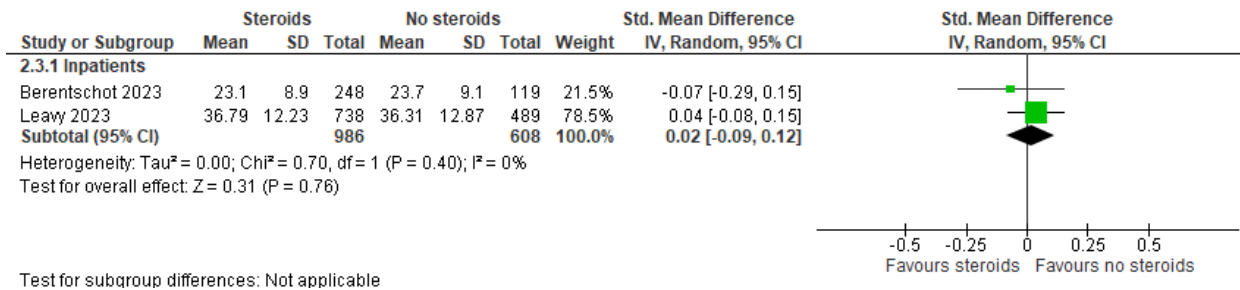 Steroids No steroids Std. Mean Difference Std. Mean Difference
Study or Subgroup Mean SD Total Mean SD Total Weight IV, Random, 95% CI IV, Random, 95% CI
2.3.1 Inpatients
Berentschot 2023 23.1 8.9 248 23.7 9.1 119 21.5% -0.07 [-0.29, 0.15]
Leavy 2023 36.79 12.23 738 36.31 12.87 489 78.5% 0.04 [-0.08, 0.15]
Subtotal (95% CI) 986 608 100.0% 0.02 [-0.09, 0.12]
Heterogeneity: Tau² = 0.00; Chi² = 0.70, df = 1 (P = 0.40); I² = 0%
Test for overall effect: Z = 0.31 (P = 0.76)
-0.5 -0.25 0 0.25 0.5
Favours steroids Favours no steroids
Test for subgroup differences: Not applicable